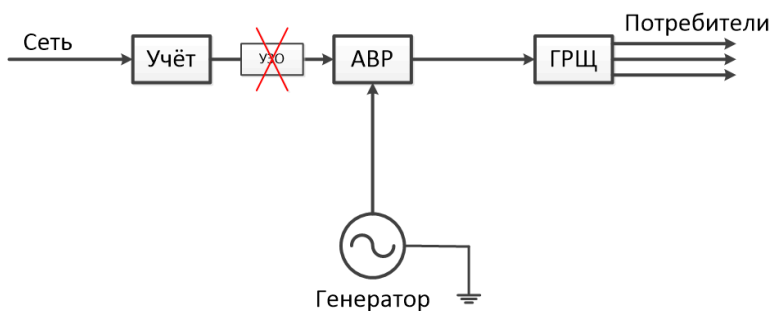 Потребители
Сеть
Учёт
УЗО
АВР
ГРЩ
Генератор